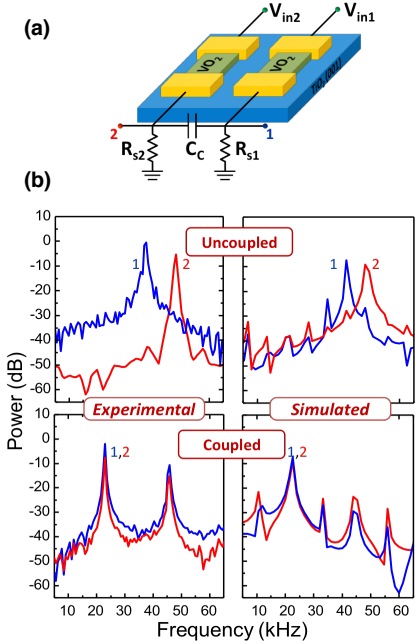 (a)
V_in2 V_in1
VO2 VO2
TiO2 (001)
2 1
R_s2 C_C R_s1
(b)
10
0
-10
-20
-30
-40
-50
-60
1 2
Uncoupled
1 2
Power (dB)
Experimental Simulated
10
0
-10
-20
-30
-40
-50
-60
1,2
Coupled
1,2
10 20 30 40 50 60 10 20 30 40 50 60
Frequency (kHz)